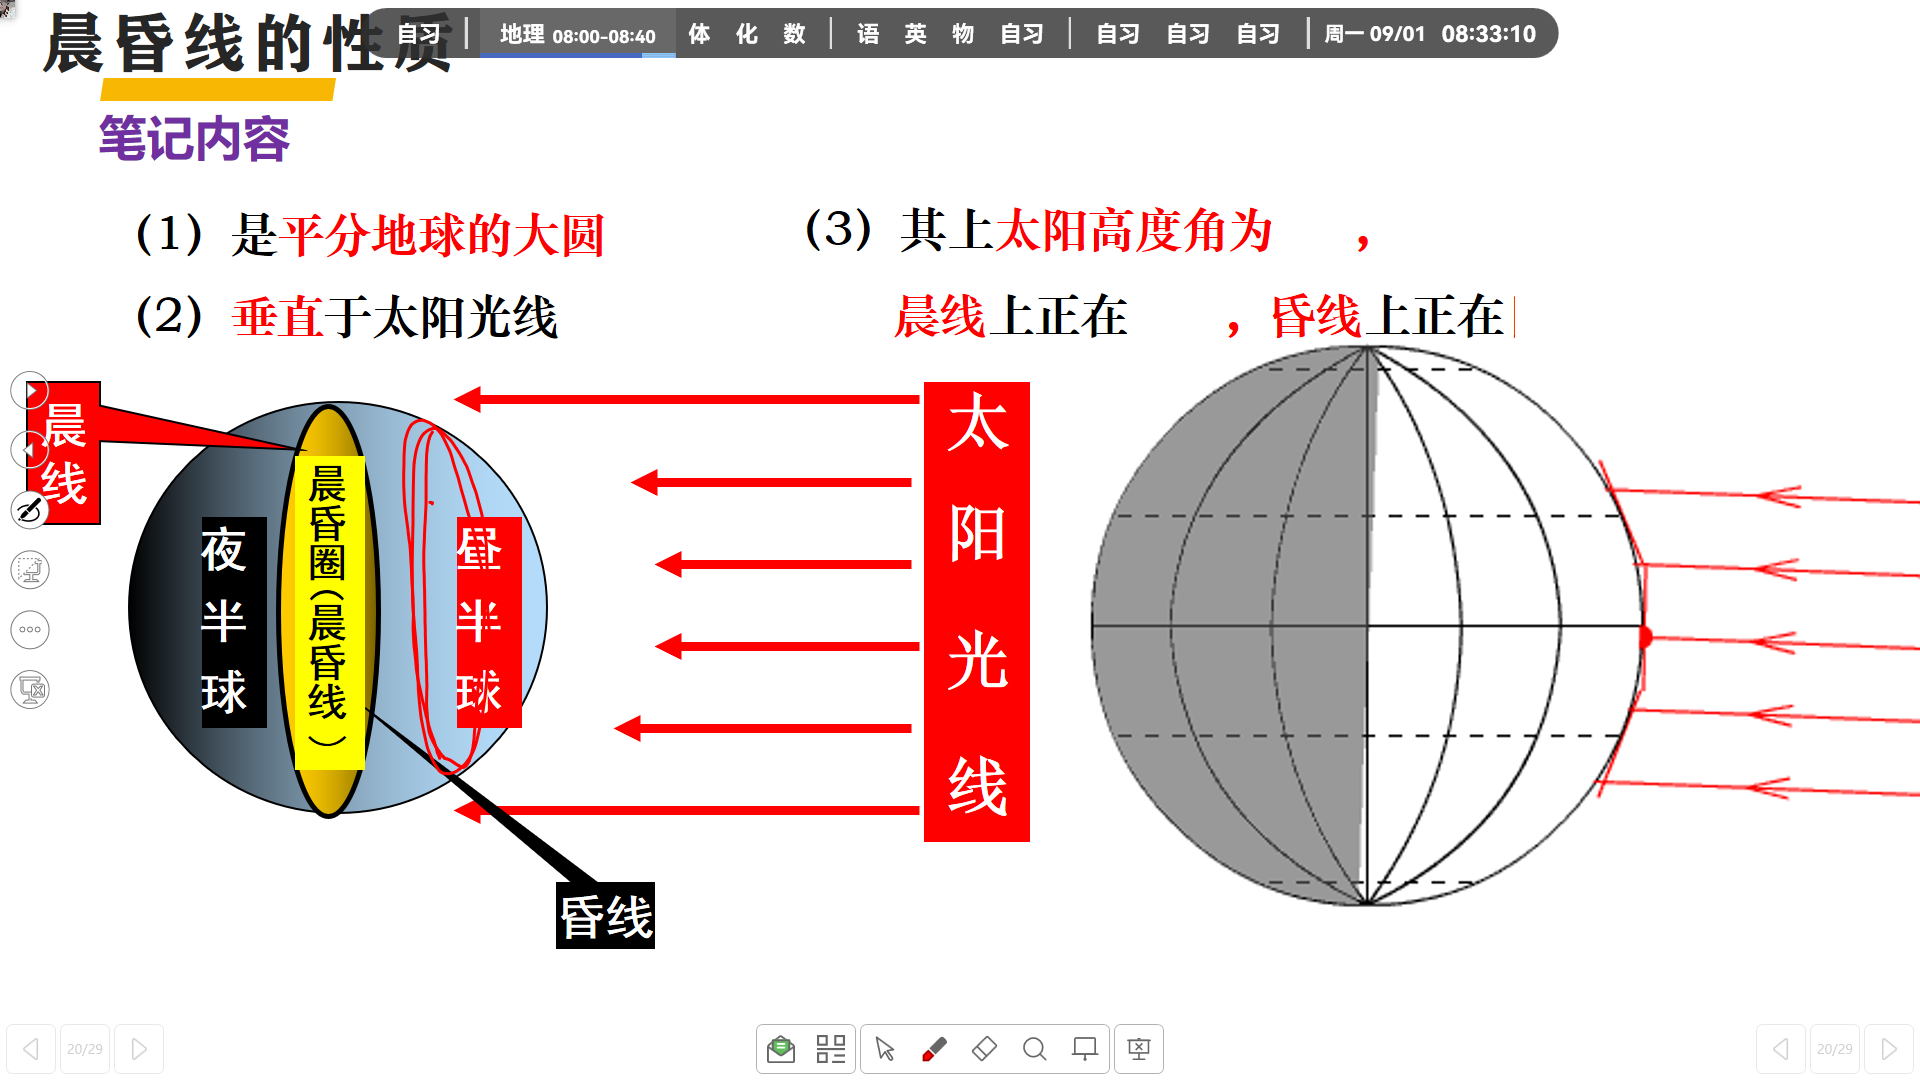 晨昏线的性质
自习 | 地理 08:00-08:40 体 化 数 | 语 英 物 自习 | 自习 自习 自习 | 周一 09/01 08:33:10
笔记内容
（1）是平分地球的大圆
（2）垂直于太阳光线
（3）其上太阳高度角为 ，
晨线上正在 ，昏线上正在
晨线
夜半球
晨昏圈（晨昏线）
昼半球
太阳光线
昏线
20/29
20/29